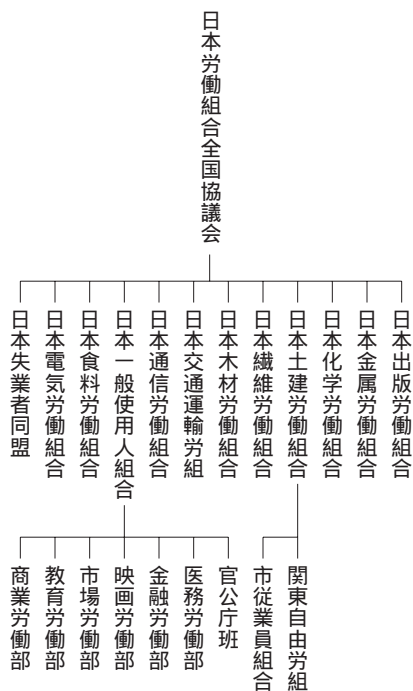 日本労働組合全国協議会
日本出版労働組合
日本金属労働組合
日本化学労働組合
日本土建労働組合
日本繊維労働組合
日本木材労働組合
日本交通運輸労組
日本通信労働組合
日本一般使用人組合
日本食料労働組合
日本電気労働組合
日本失業者同盟
関東自由労組
市従業員組合
官公庁班
医務労働部
金融労働部
映画労働部
市場労働部
教育労働部
商業労働部